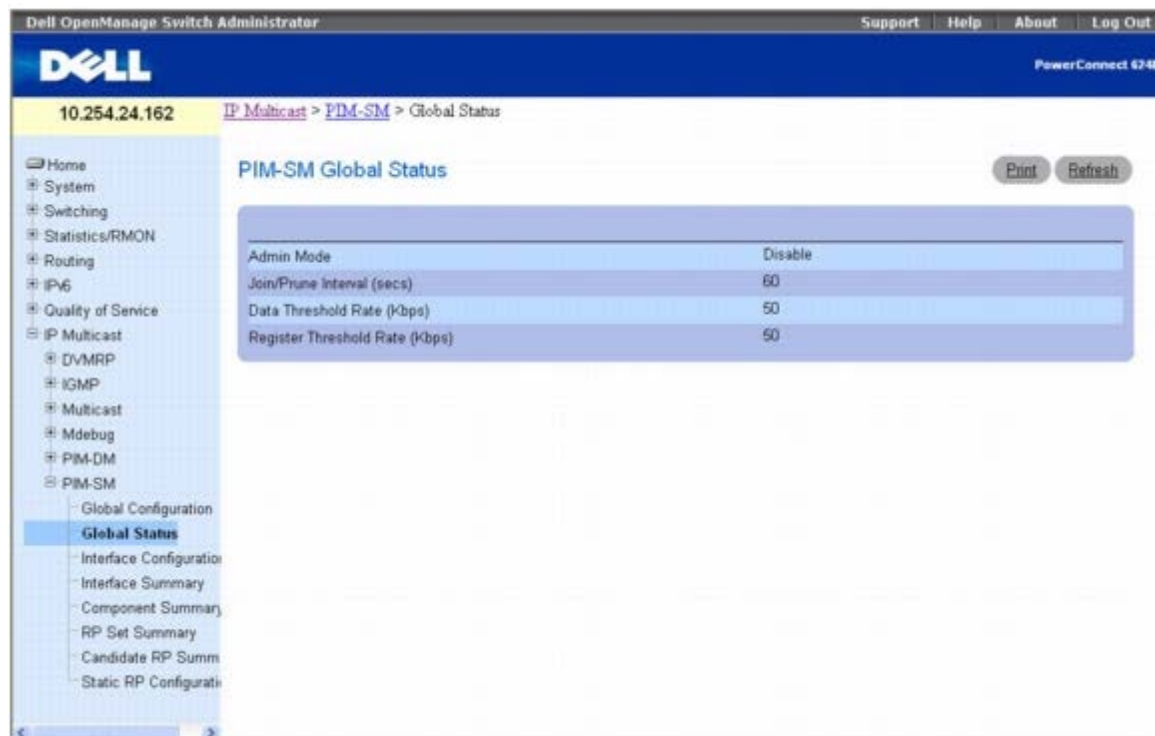 Dell OpenManage Switch Administrator
Support Help About Log Out
DELL
PowerConnect 624
10.254.24.162
IP Multicast > PIM-SM > Global Status
Home
System
Switching
Statistics/RMON
Routing
IPv6
Quality of Service
IP Multicast
DVMRP
IGMP
Multicast
Mdebug
PIM-DM
PIM-SM
Global Configuration
Global Status
Interface Configuration
Interface Summary
Component Summary
RP Set Summary
Candidate RP Summ
Static RP Configurati
PIM-SM Global Status
Print Refresh
Admin Mode Disable
Join/Prune Interval (secs) 60
Data Threshold Rate (Kbps) 50
Register Threshold Rate (Kbps) 50